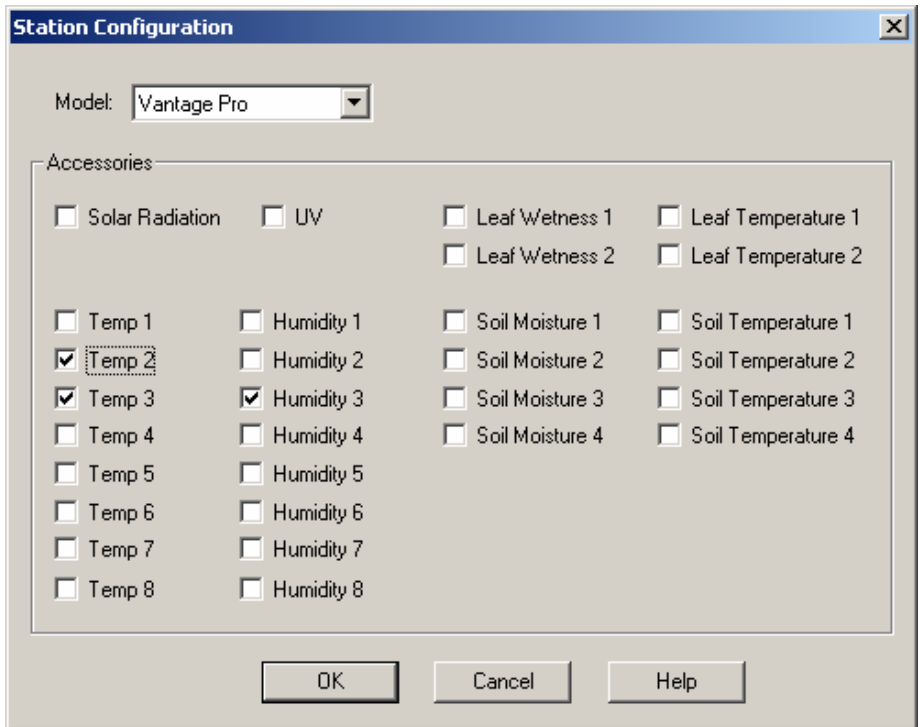 Station Configuration
Model: Vantage Pro
Accessories
Solar Radiation UV Leaf Wetness 1 Leaf Temperature 1
Leaf Wetness 2 Leaf Temperature 2
Temp 1 Humidity 1 Soil Moisture 1 Soil Temperature 1
Temp 2 Humidity 2 Soil Moisture 2 Soil Temperature 2
Temp 3 Humidity 3 Soil Moisture 3 Soil Temperature 3
Temp 4 Humidity 4 Soil Moisture 4 Soil Temperature 4
Temp 5 Humidity 5
Temp 6 Humidity 6
Temp 7 Humidity 7
Temp 8 Humidity 8
OK Cancel Help